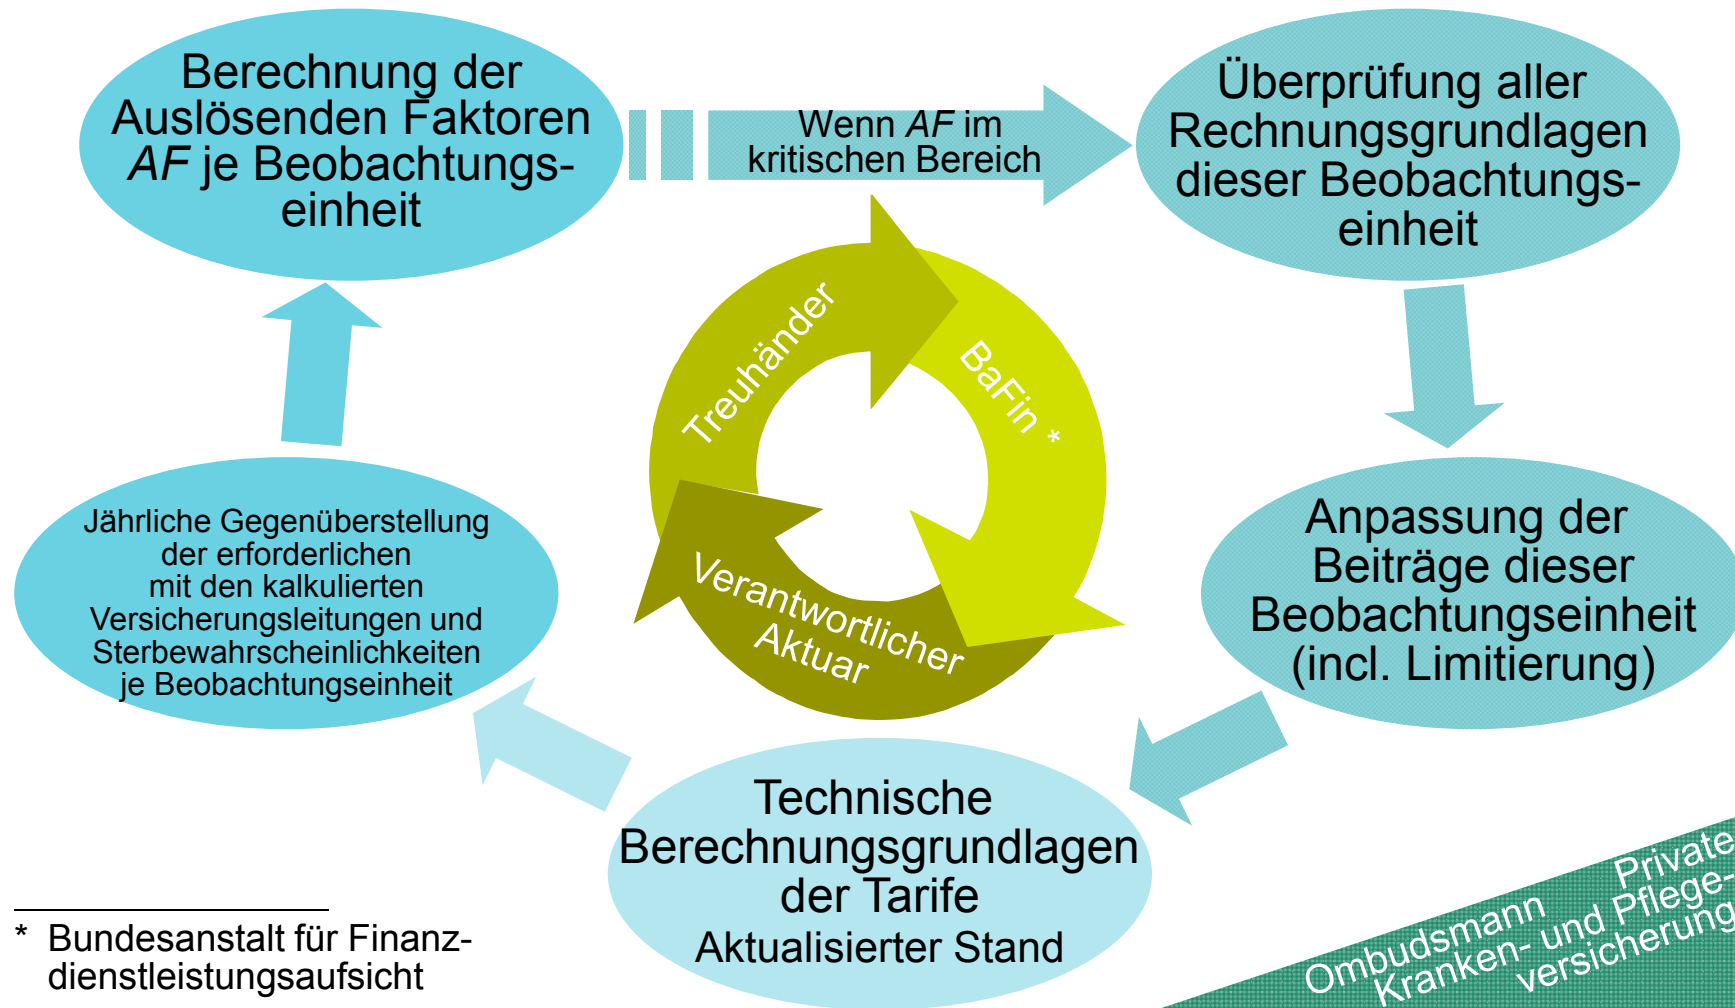 Berechnung der
Auslösenden Faktoren
AF je Beobachtungs-
einheit
Wenn AF im
kritischen Bereich
Überprüfung aller
Rechnungsgrundlagen
dieser Beobachtungs-
einheit
Treuhänder
BaFin *
Verantwortlicher
Aktuar
Jährliche Gegenüberstellung
der erforderlichen
mit den kalkulierten
Versicherungsleitungen und
Sterbewahrscheinlichkeiten
je Beobachtungseinheit
Anpassung der
Beiträge dieser
Beobachtungseinheit
(incl. Limitierung)
Technische
Berechnungsgrundlagen
der Tarife
Aktualisierter Stand
* Bundesanstalt für Finanz-
dienstleistungsaufsicht
Ombudsmann
Private
Kranken- und Pflege-
versicherung